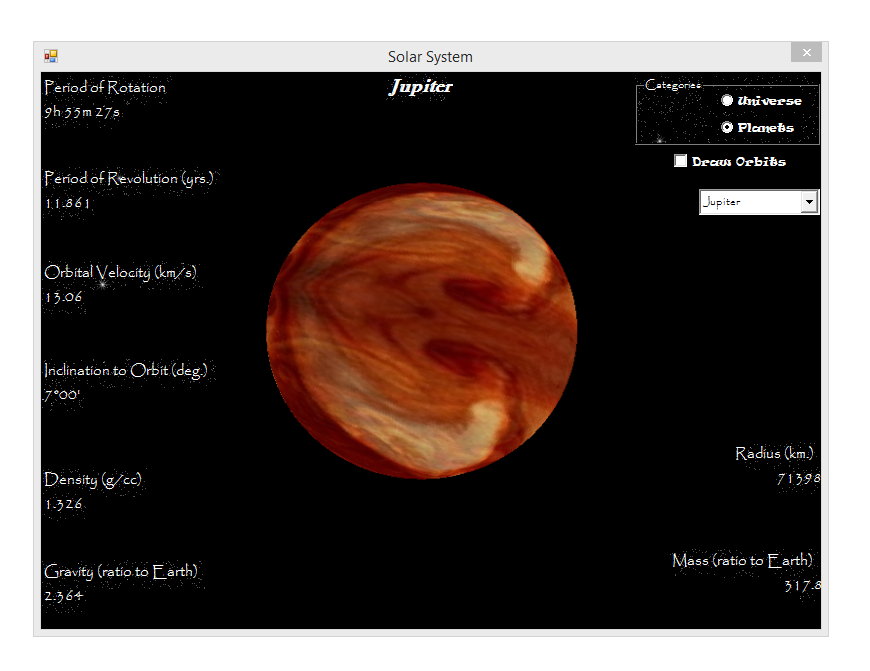 Solar System
Period of Rotation
9h 55m 27s
Jupiter
Categories
Universe
Planets
Draw Orbits
Jupiter
Period of Revolution (yrs.)
11.861
Orbital Velocity (km/s)
13.06
Inclination to Orbit (deg.)
7°00'
Density (g/cc)
1.326
Gravity (ratio to Earth)
2.364
Radius (km.)
71398
Mass (ratio to Earth)
317.8